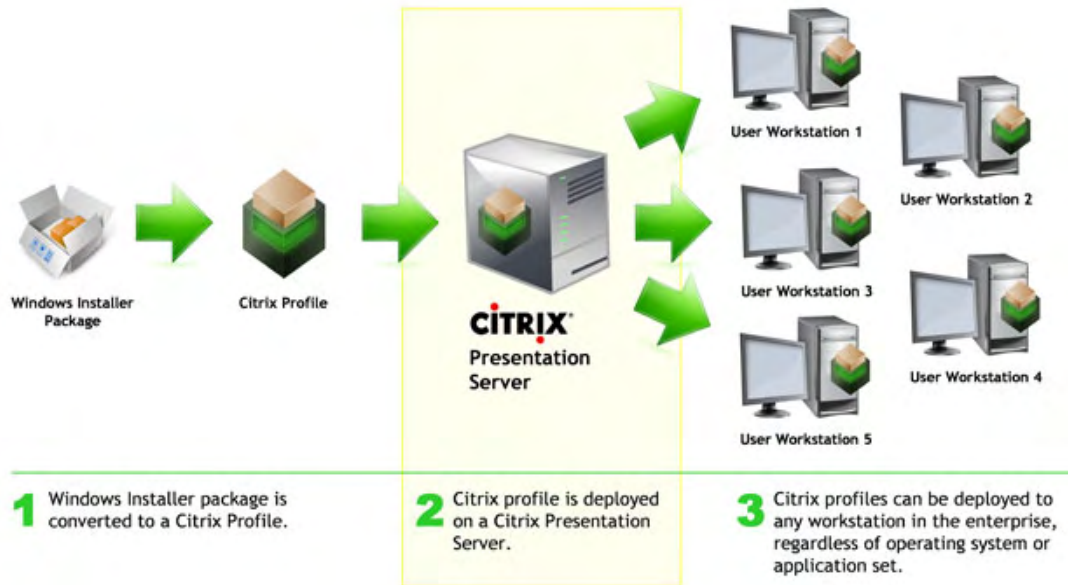 User Workstation 1
User Workstation 2
Windows Installer
Package
Citrix Profile
CİTRIX®
Presentation
Server
User Workstation 3
User Workstation 4
User Workstation 5
1 Windows Installer package is
converted to a Citrix Profile.
2 Citrix profile is deployed
on a Citrix Presentation
Server.
3 Citrix profiles can be deployed to
any workstation in the enterprise,
regardless of operating system or
application set.